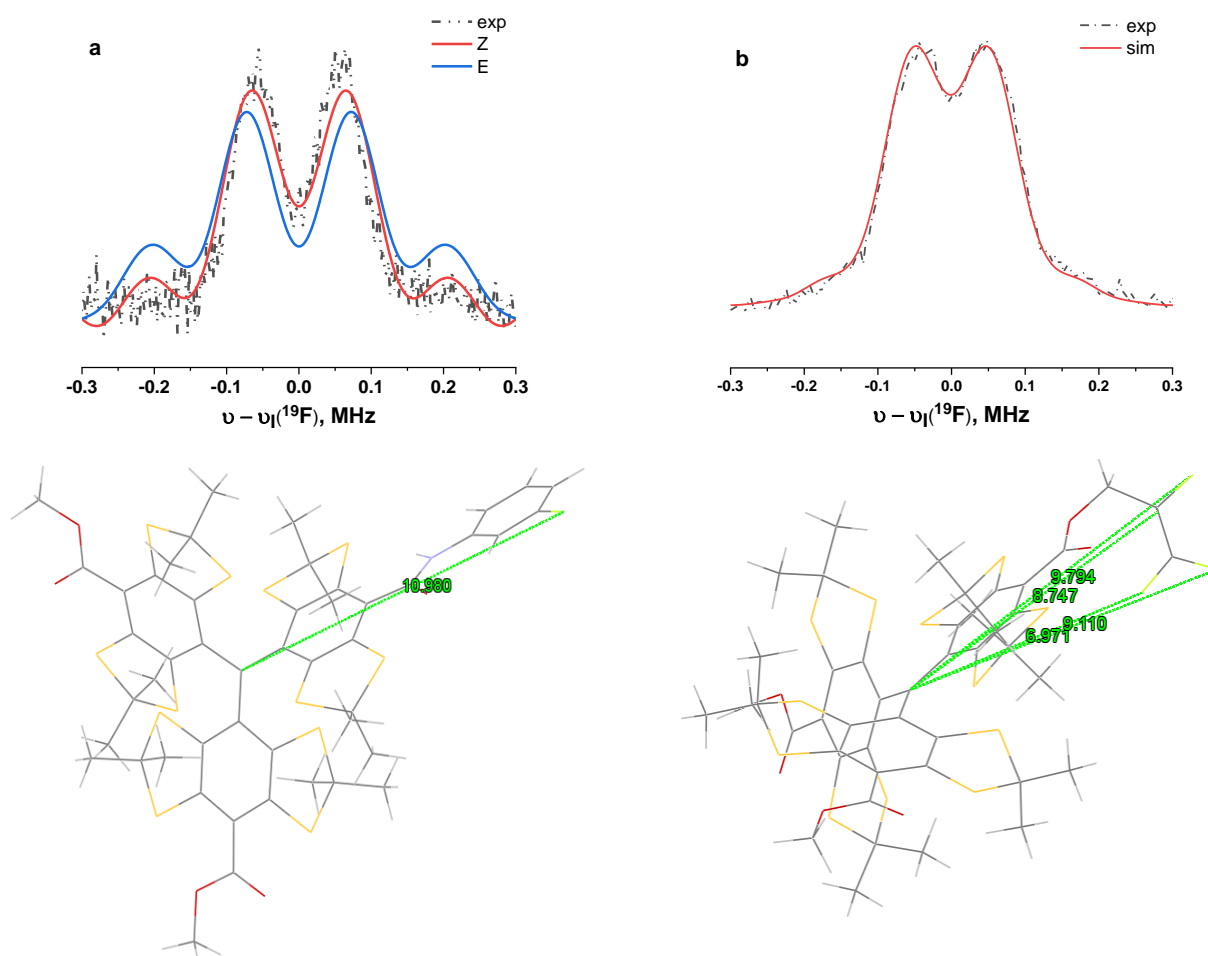 a
exp
Z
E
-0.3 -0.2 -0.1 0.0 0.1 0.2 0.3
υ – υI(19F), MHz
b
exp
sim
-0.3 -0.1 0.0 0.1 0.2 0.3
υ – υI(19F), MHz
10.980
9.794
8.747
9.110
6.971